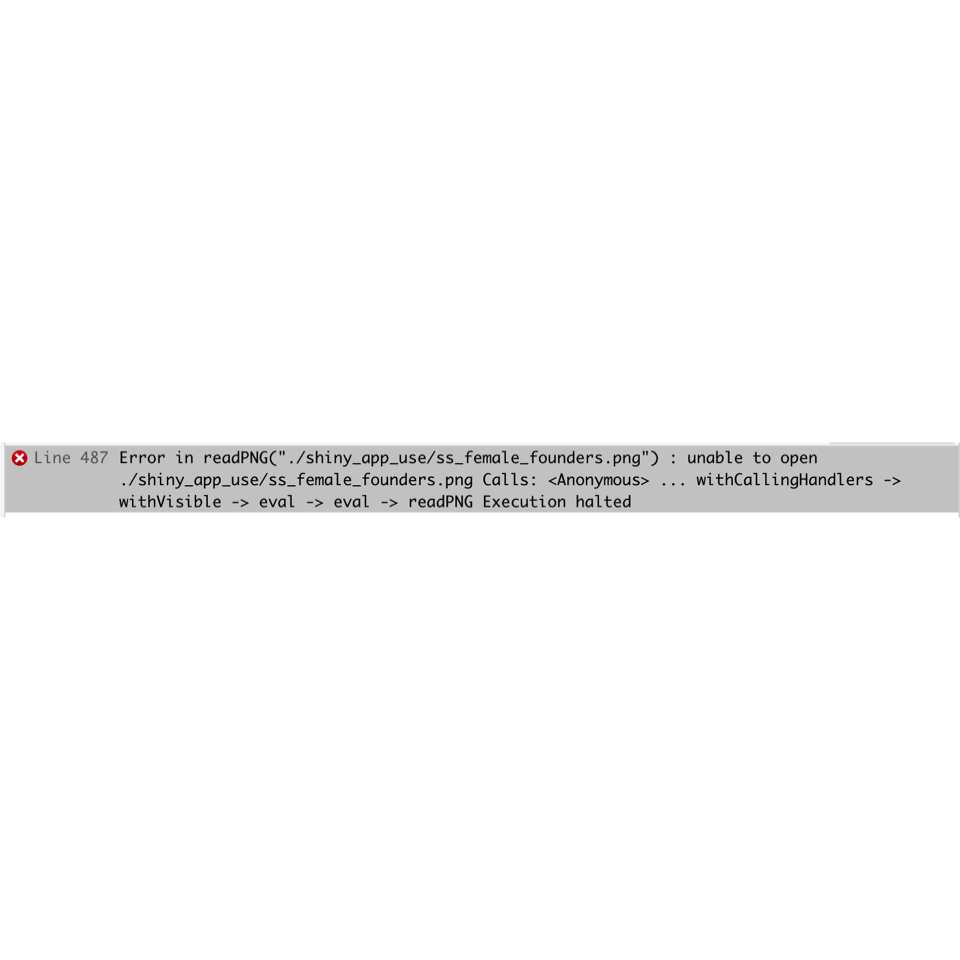 Line 487 Error in readPNG("./shiny_app_use/ss_female_founders.png") : unable to open
./shiny_app_use/ss_female_founders.png Calls: <Anonymous> ... withCallingHandlers ->
withVisible -> eval -> eval -> readPNG Execution halted